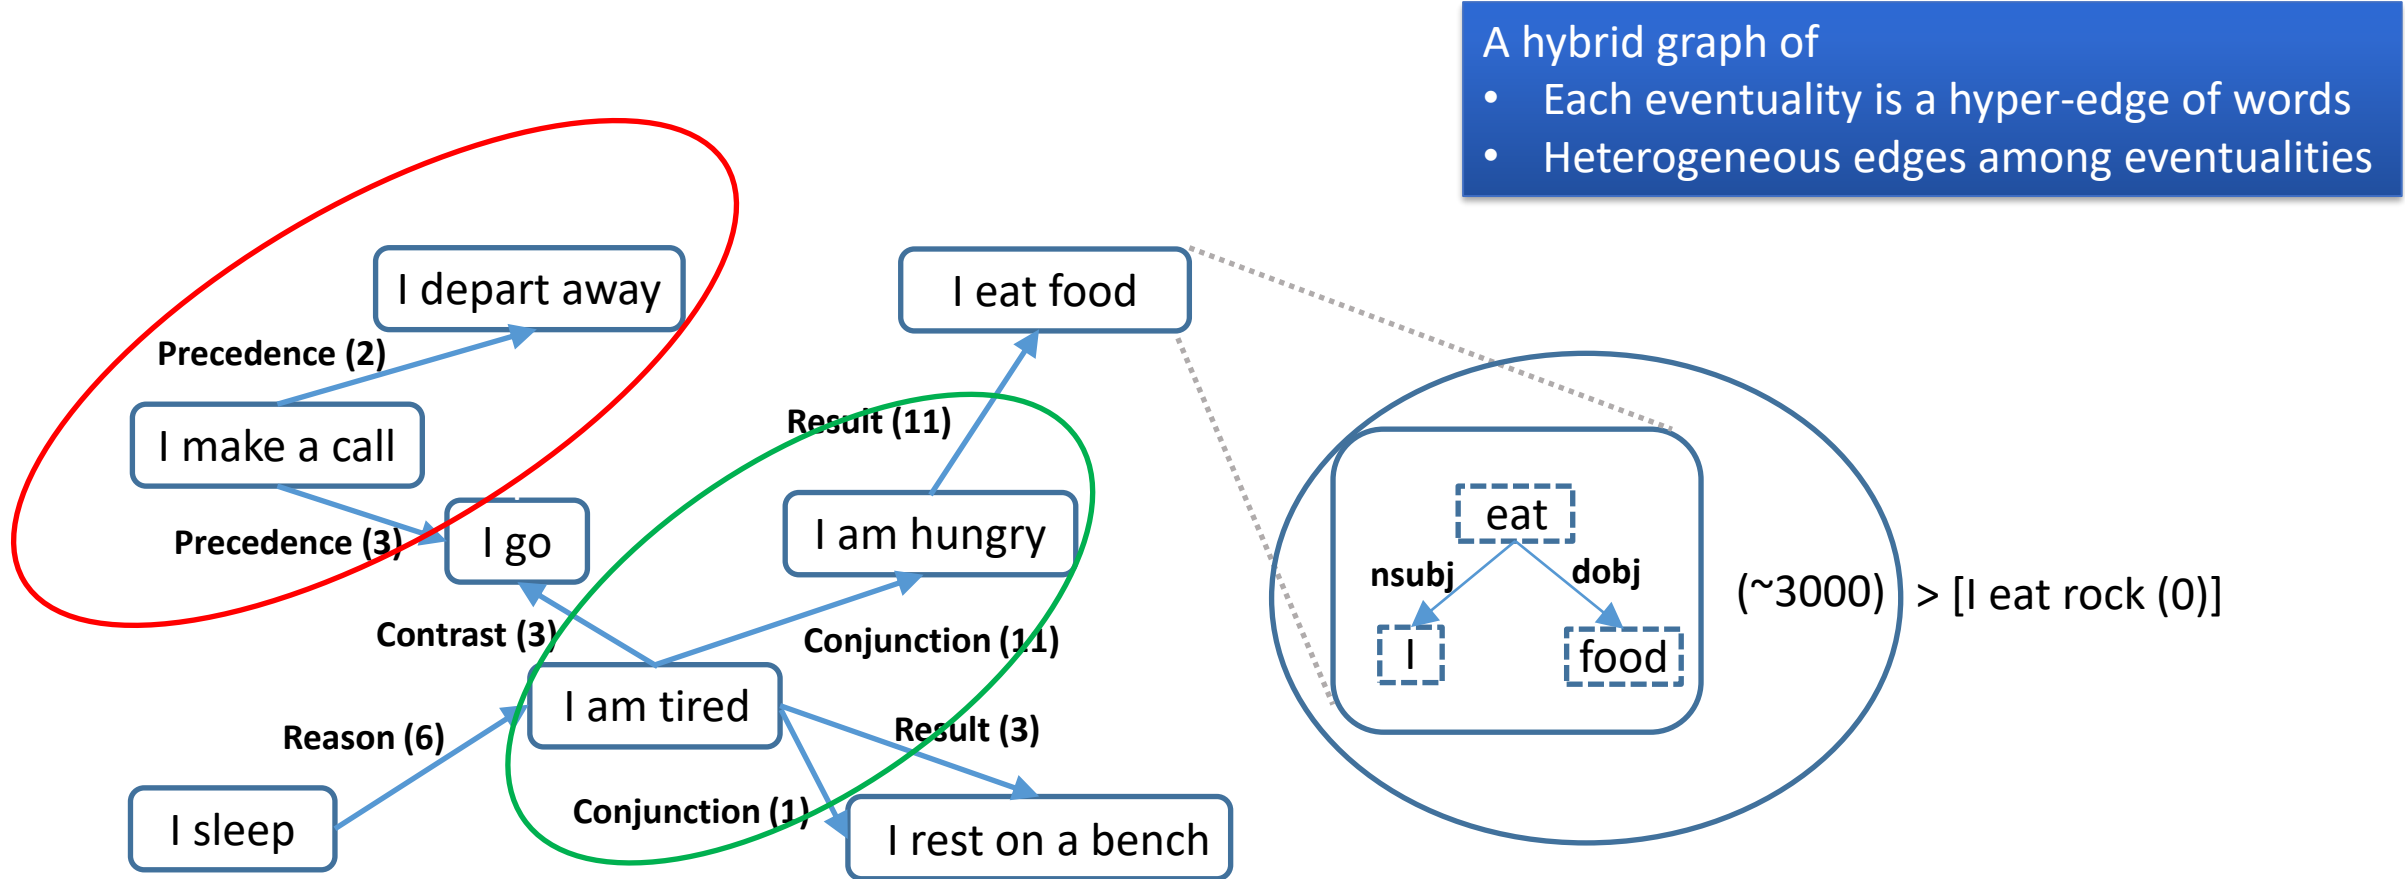 A hybrid graph of
• Each eventuality is a hyper-edge of words
• Heterogeneous edges among eventualities
I depart away
I eat food
Precedence (2)
I make a call
Result (11)
Precedence (3)
I go
I am hungry
eat
nsubj
dobj
(~3000) > [I eat rock (0)]
Contrast (3)
Conjunction (11)
I
food
I am tired
Reason (6)
Result (3)
Conjunction (1)
I sleep
I rest on a bench